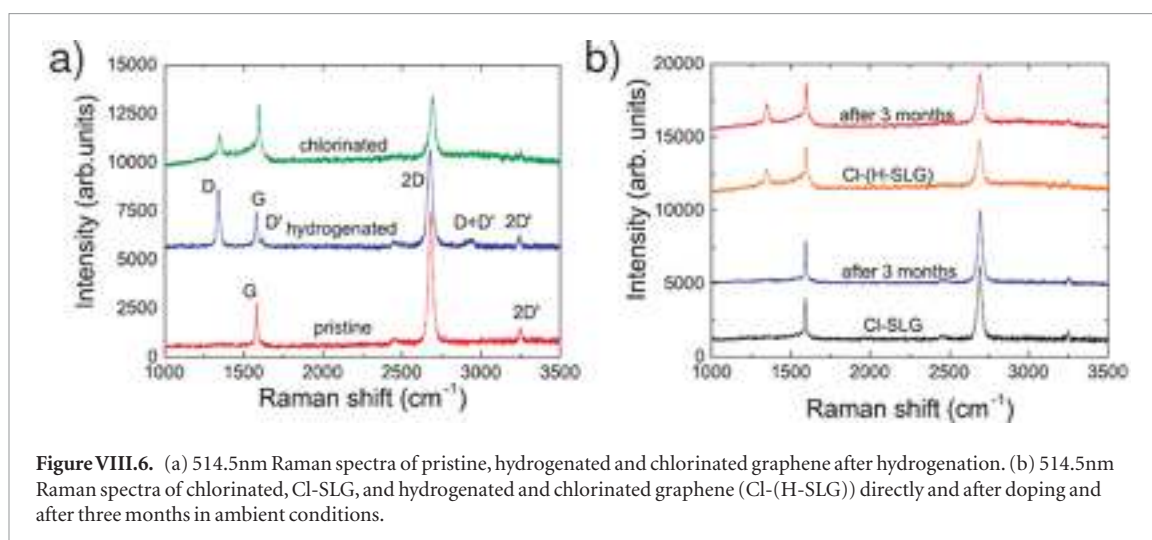 a)
15000
12500
10000
7500
5000
2500
0
Intensity (arb.units)
chlorinated
D
G
D'
hydrogenated
2D
D+D'
2D'
G
pristine
2D'
1000 1500 2000 2500 3000 3500
Raman shift (cm⁻¹)
b)
20000
15000
10000
5000
0
Intensity (arb. units)
after 3 months
Cl-(H-SLG)
after 3 months
Cl-SLG
1000 1500 2000 2500 3000 3500
Raman shift (cm⁻¹)
Figure VIII.6. (a) 514.5nm Raman spectra of pristine, hydrogenated and chlorinated graphene after hydrogenation. (b) 514.5nm
Raman spectra of chlorinated, Cl-SLG, and hydrogenated and chlorinated graphene (Cl-(H-SLG)) directly and after doping and
after three months in ambient conditions.